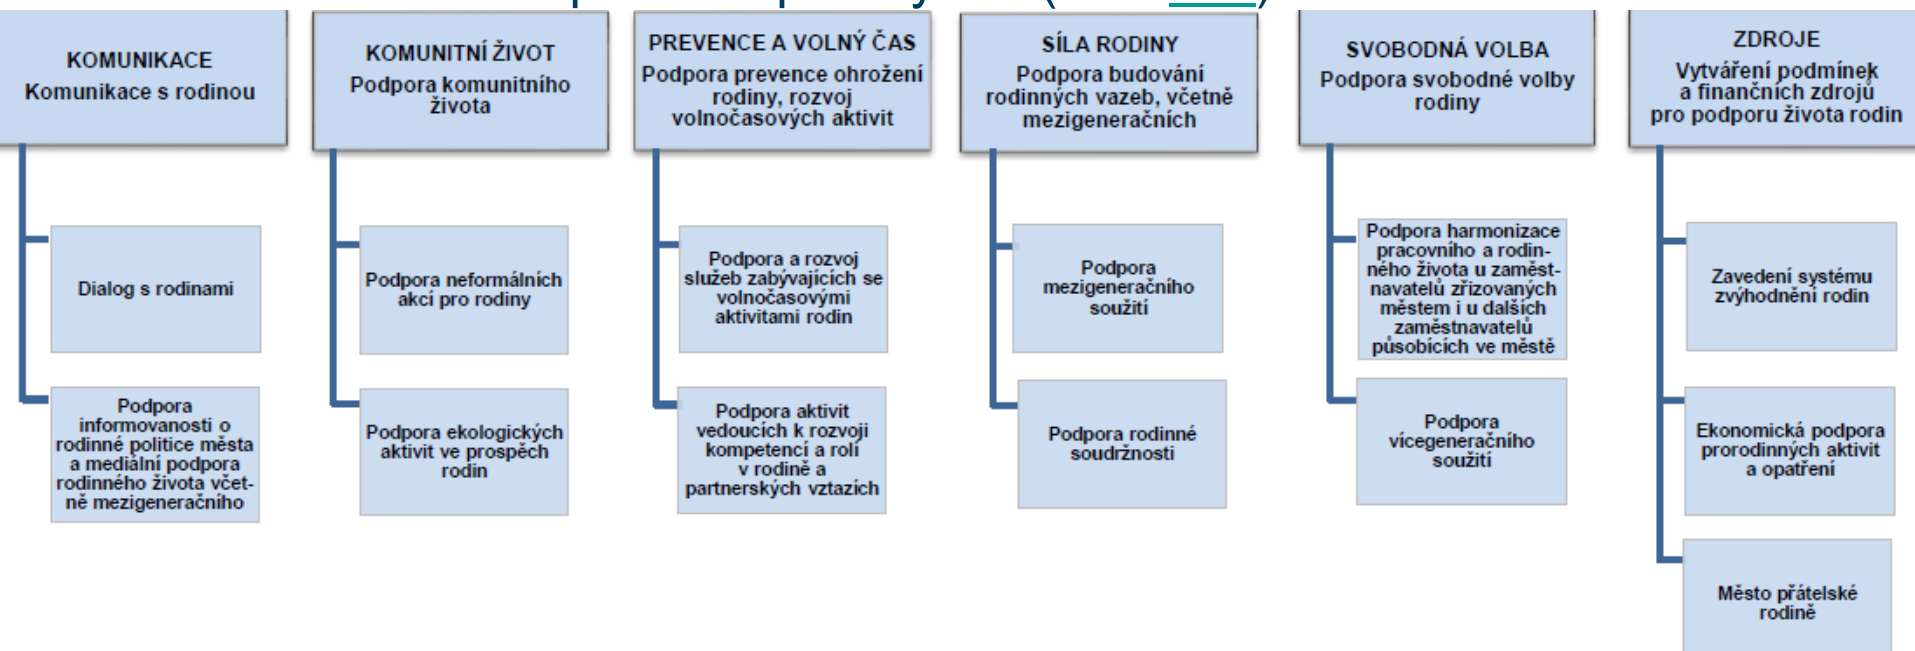 KOMUNIKACE
Komunikace s rodinou
Dialog s rodinami
Podpora
informovanosti o
rodinné politice města
a mediální podpora
rodinného života včet-
ně mezigeneračního
KOMUNITNÍ ŽIVOT
Podpora komunitního
života
Podpora neformálních
akcí pro rodiny
Podpora ekologických
aktivit ve prospěch
rodin
PREVENCE A VOLNÝ ČAS
Podpora prevence ohrožení
rodiny, rozvoj
volnočasových aktivit
Podpora a rozvoj
služeb zabývajících se
volnočasovými
aktivitami rodin
Podpora aktivit
vedoucích k rozvoji
kompetencí a rolí
v rodině a
partnerských vztazích
SÍLA RODINY
Podpora budování
rodinných vazeb, včetně
mezigeneračních
Podpora
mezigeneračního
soužití
Podpora rodinné
soudržnosti
SVOBODNÁ VOLBA
Podpora svobodné volby
rodiny
Podpora harmonizace
pracovního a rodin-
ného života u zaměst-
navatelů zřizovaných
městem i u dalších
zaměstnavatelů
působících ve městě
Podpora
vícegeneračního
soužití
ZDROJE
Vytváření podmínek
a finančních zdrojů
pro podporu života rodin
Zavedení systému
zvýhodnění rodin
Ekonomická podpora
prorodinných aktivit
a opatření
Město přátelské
rodině